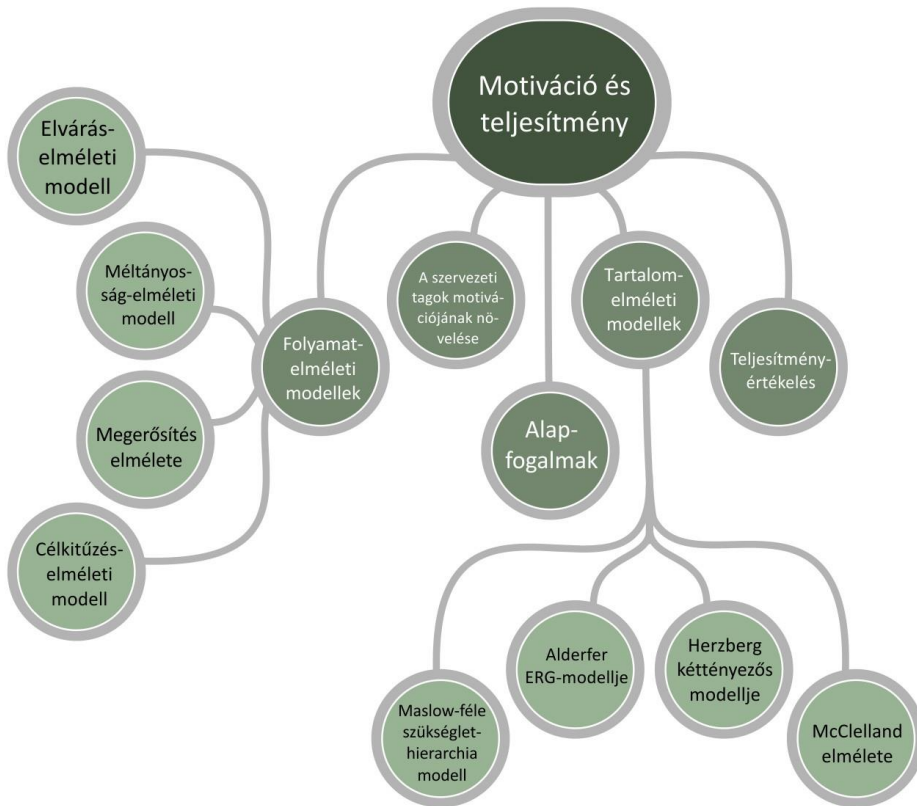 Motiváció és
teljesítmény
Elvárás-
elméleti
modell
Méltányos-
ság-elméleti
modell
Megerősítés
elmélete
Célkitűzés-
elméleti
modell
Folyamat-
elméleti
modellek
A szervezeti
tagok motivá-
ciójának nö-
velése
Alap-
fogalmak
Tartalom-
elméleti
modellek
Teljesítmény-
értékelés
Maslow-féle
szükséglet-
hierarchia
modell
Alderfer
ERG-modellje
Herzberg
kéttényezős
modellje
McClelland
elmélete